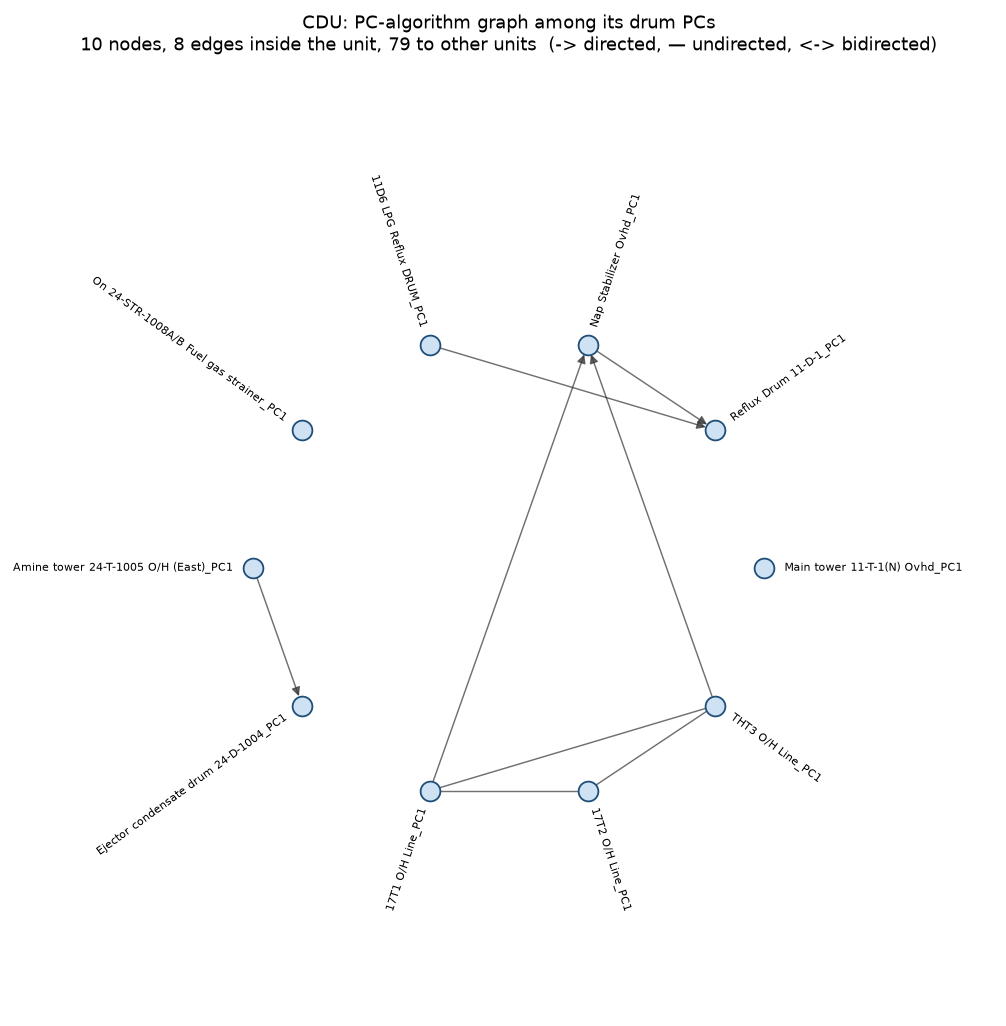 CDU: PC-algorithm graph among its drum PCs
10 nodes, 8 edges inside the unit, 79 to other units  (-> directed, — undirected, <-> bidirected)
11D6 LPG Reflux DRUM_PC1
Nap Stabilizer Ovhd_PC1
On 24-STR-1008A/B Fuel gas strainer_PC1
Reflux Drum 11-D-1_PC1
Amine tower 24-T-1005 O/H (East)_PC1
Main tower 11-T-1(N) Ovhd_PC1
Ejector condensate drum 24-D-1004_PC1
THT3 O/H Line_PC1
17T1 O/H Line_PC1
17T2 O/H Line_PC1